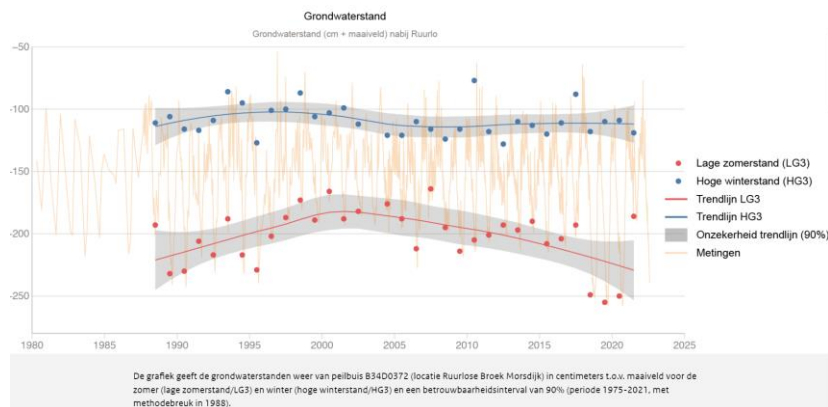 Grondwaterstand
Grondwaterstand (cm + maaiveld) nabij Ruurlo
−50
−100
−150
−200
−250
1980
1985
1990
1995
2000
2005
2010
2015
2020
2025
Lage zomerstand (LG3)
Hoge winterstand (HG3)
Trendlijn LG3
Trendlijn HG3
Onzekerheid trendlijn (90%)
Metingen
De grafiek geeft de grondwaterstanden weer van peilbuis B34D0372 (locatie Ruurlose Broek Morsdijk) in centimeters t.o.v. maaiveld voor de
zomer (lage zomerstand/LG3) en winter (hoge winterstand/HG3) en een betrouwbaarheidsinterval van 90% (periode 1975-2021, met
methodebreuk in 1988).